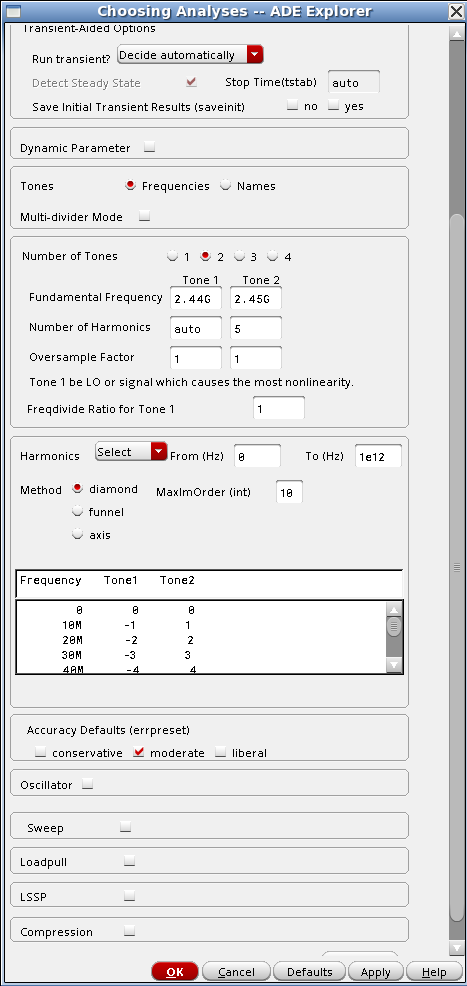 Choosing Analyses -- ADE Explorer
Transient-Aided Options
Run transient? Decide automatically
Detect Steady State Stop Time(tstab) auto
Save Initial Transient Results (saveinit) no yes
Dynamic Parameter
Tones Frequencies Names
Multi-divider Mode
Number of Tones 1 2 3 4
Tone 1 Tone 2
Fundamental Frequency 2.44G 2.45G
Number of Harmonics auto 5
Oversample Factor 1 1
Tone 1 be LO or signal which causes the most nonlinearity.
Freqdivide Ratio for Tone 1 1
Harmonics Select From (Hz) 0 To (Hz) 1e12
Method diamond MaxImOrder (int) 10
funnel
axis
Frequency Tone1 Tone2
0 0 0
10M -1 1
20M -2 2
30M -3 3
40M -4 4
Accuracy Defaults (errpreset)
conservative moderate liberal
Oscillator
Sweep
Loadpull
LSSP
Compression
OK Cancel Defaults Apply Help